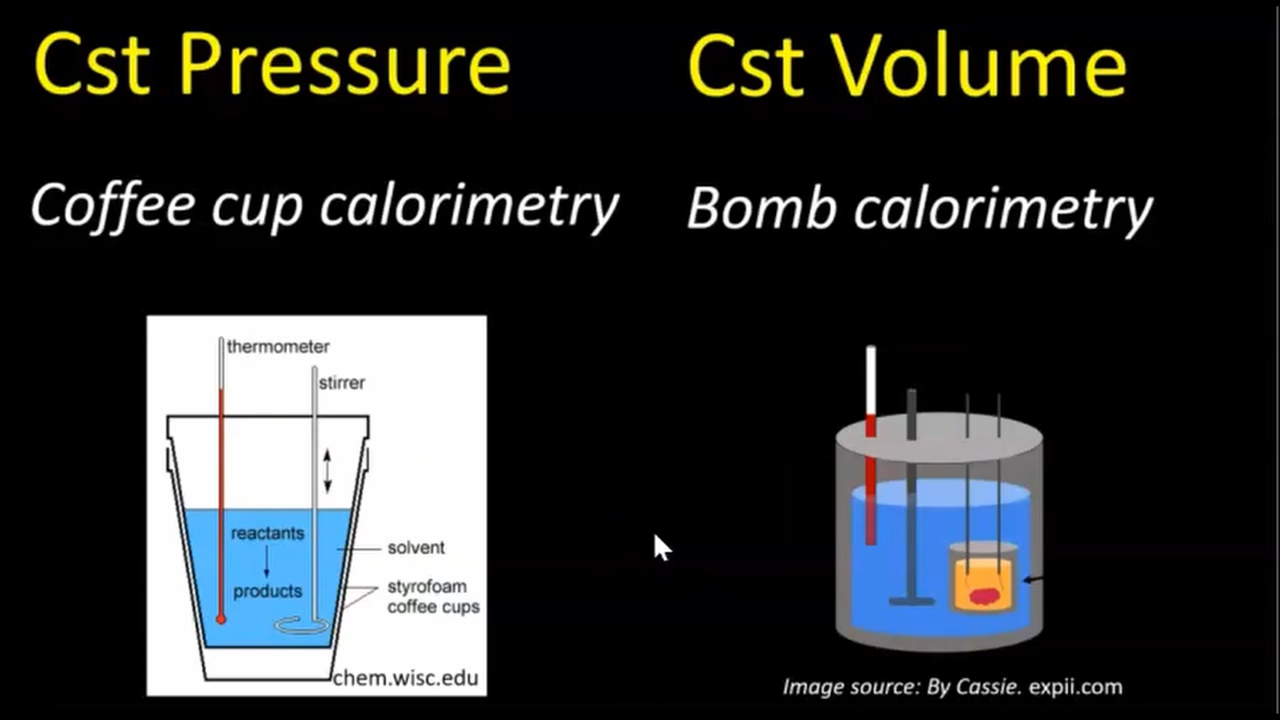 Cst Pressure
Cst Volume
Coffee cup calorimetry
Bomb calorimetry
thermometer
stirrer
reactants
products
solvent
styrofoam
coffee cups
chem.wisc.edu
Image source: By Cassie. expii.com